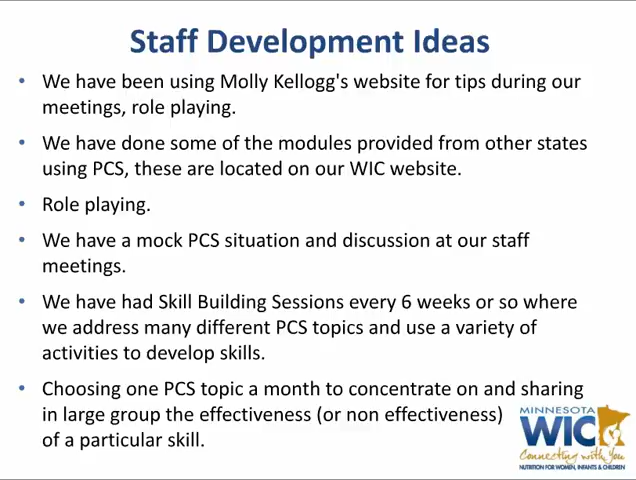 Staff Development Ideas
• We have been using Molly Kellogg's website for tips during our
meetings, role playing.
• We have done some of the modules provided from other states
using PCS, these are located on our WIC website.
• Role playing.
• We have a mock PCS situation and discussion at our staff
meetings.
• We have had Skill Building Sessions every 6 weeks or so where
we address many different PCS topics and use a variety of
activities to develop skills.
• Choosing one PCS topic a month to concentrate on and sharing
in large group the effectiveness (or non effectiveness)
of a particular skill.
MINNESOTA
WIC
Connecting with You
NUTRITION FOR WOMEN, INFANTS & CHILDREN